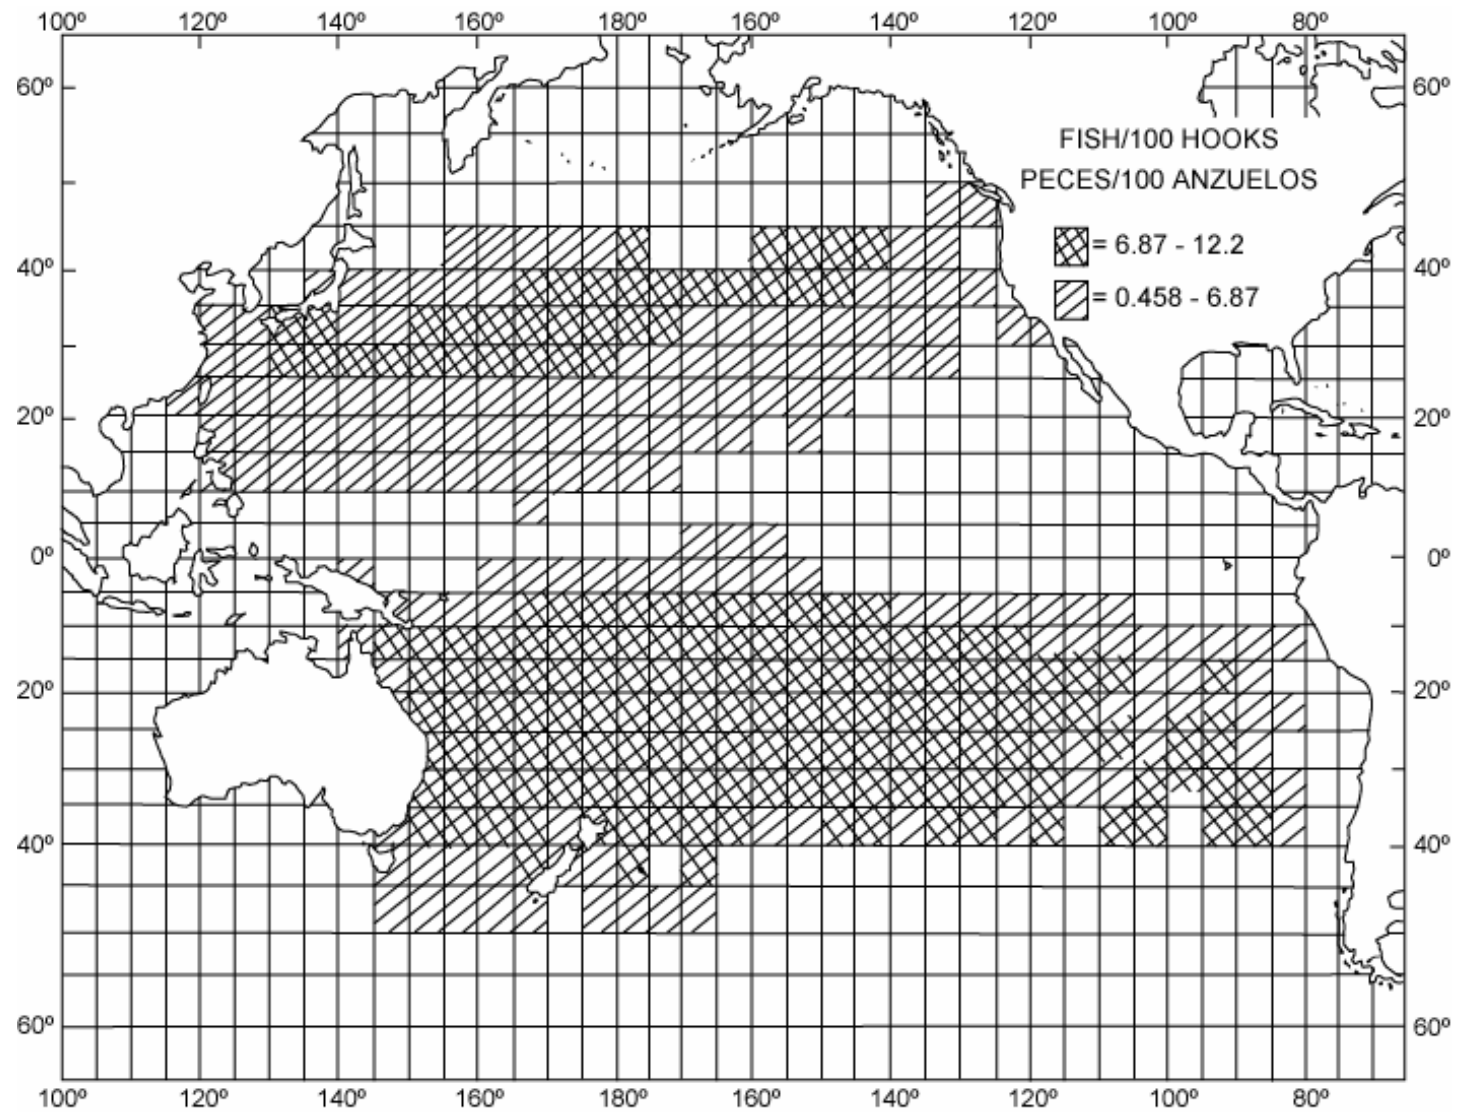 100º 120º 140º 160º 180º 160º 140º 120º 100º 80º
60º 60º
FISH/100 HOOKS
PECES/100 ANZUELOS
= 6.87 - 12.2
40º 40º
= 0.458 - 6.87
20º 20º
0º 0º
20º 20º
40º 40º
60º 60º
100º 120º 140º 160º 180º 160º 140º 120º 100º 80º